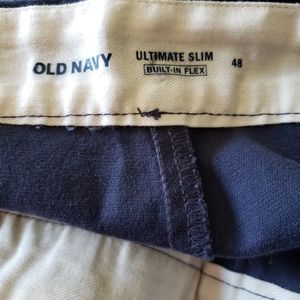 OLD NAVY
ULTIMATE SLIM
BUILT-IN FLEX
48